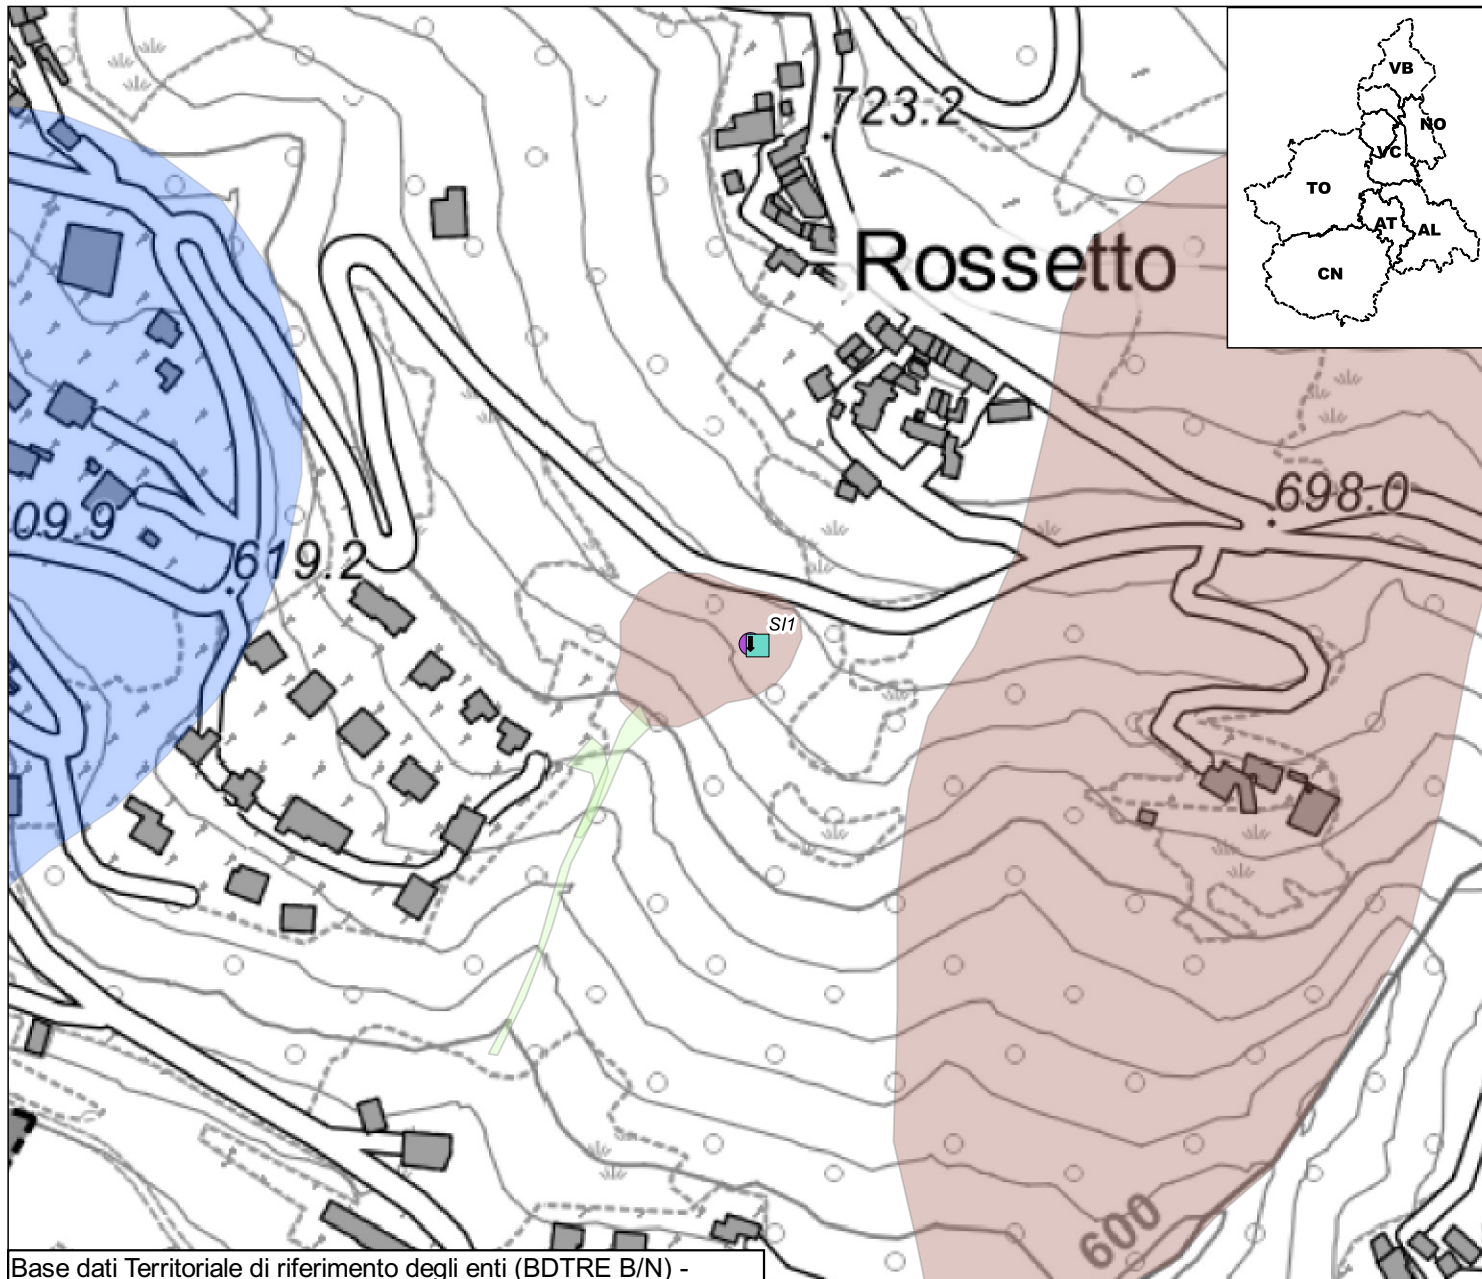 723.2
VB
NO
VC
TO
AT
AL
CN
Rossetto
698.0
09.9
619.2
SI1
600
Base dati Territoriale di riferimento degli enti (BDTRE B/N) -